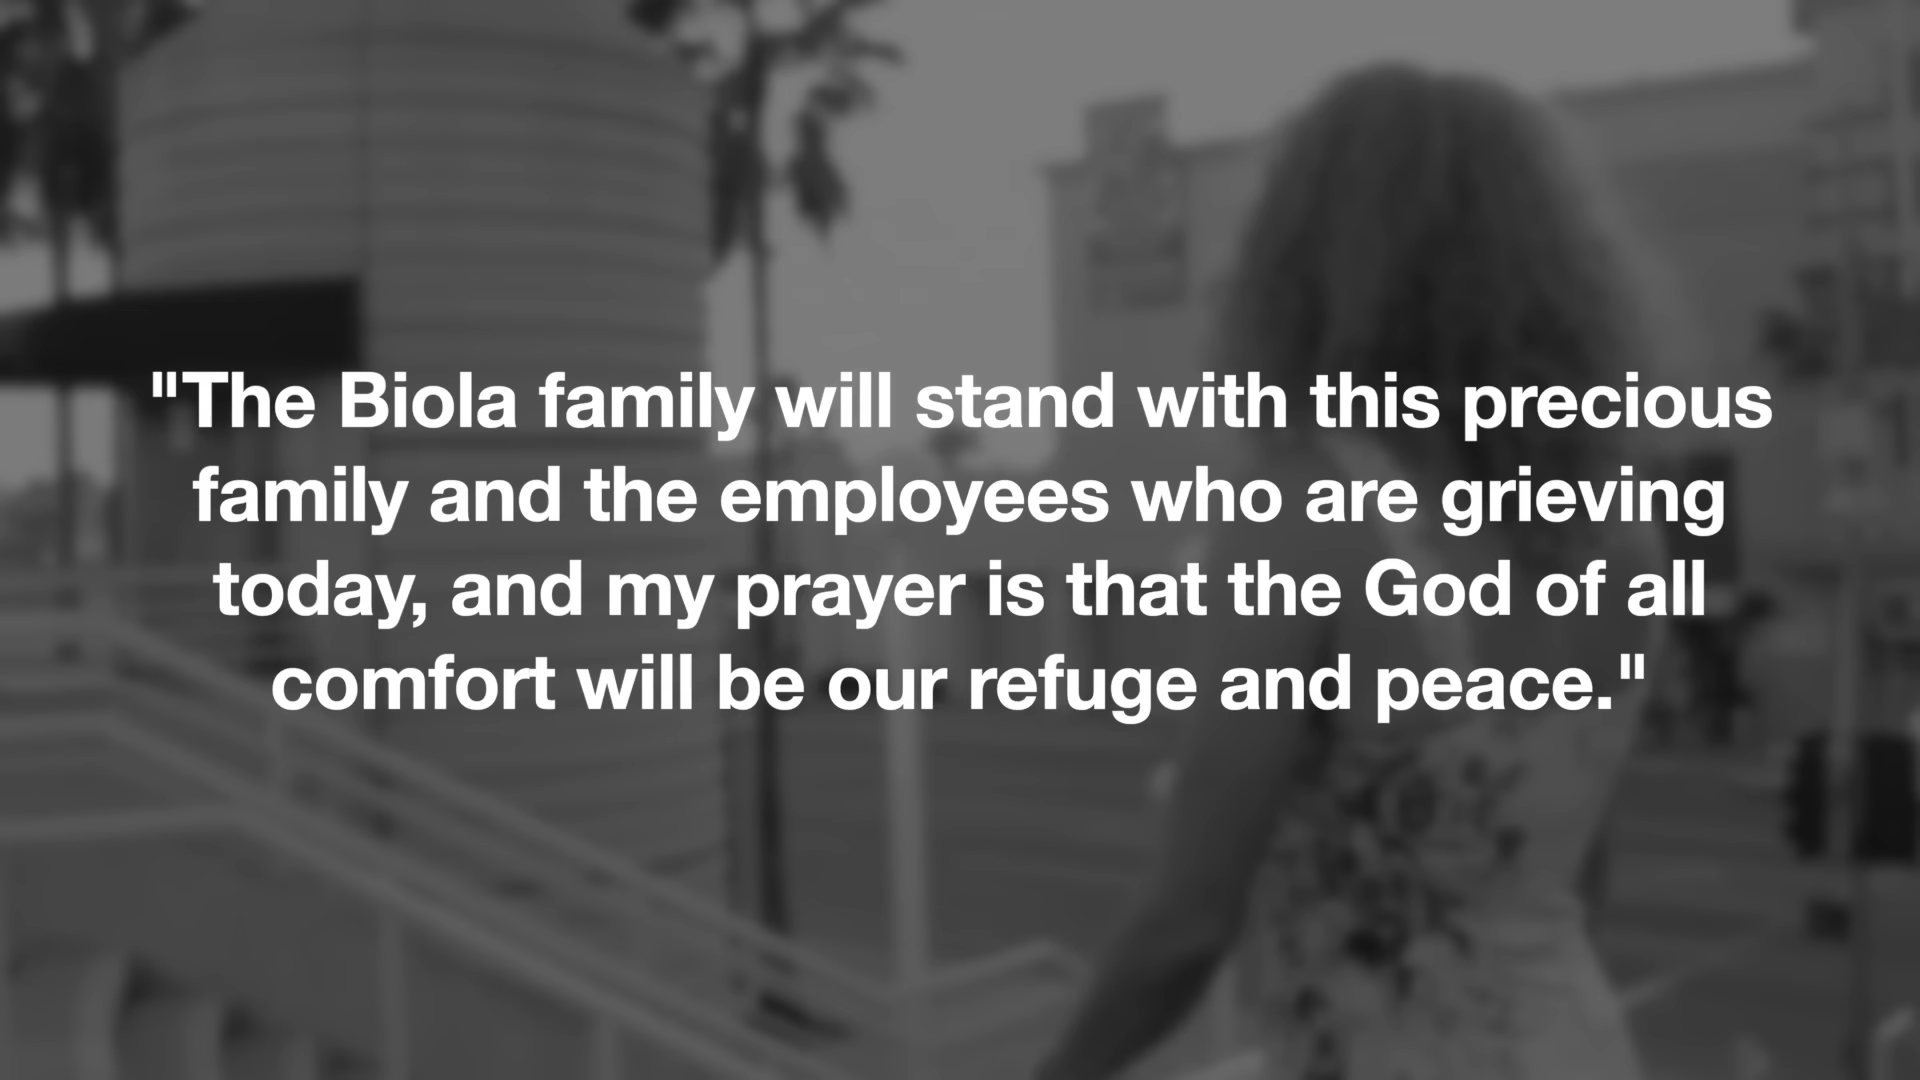 "The Biola family will stand with this precious
family and the employees who are grieving
today, and my prayer is that the God of all
comfort will be our refuge and peace."